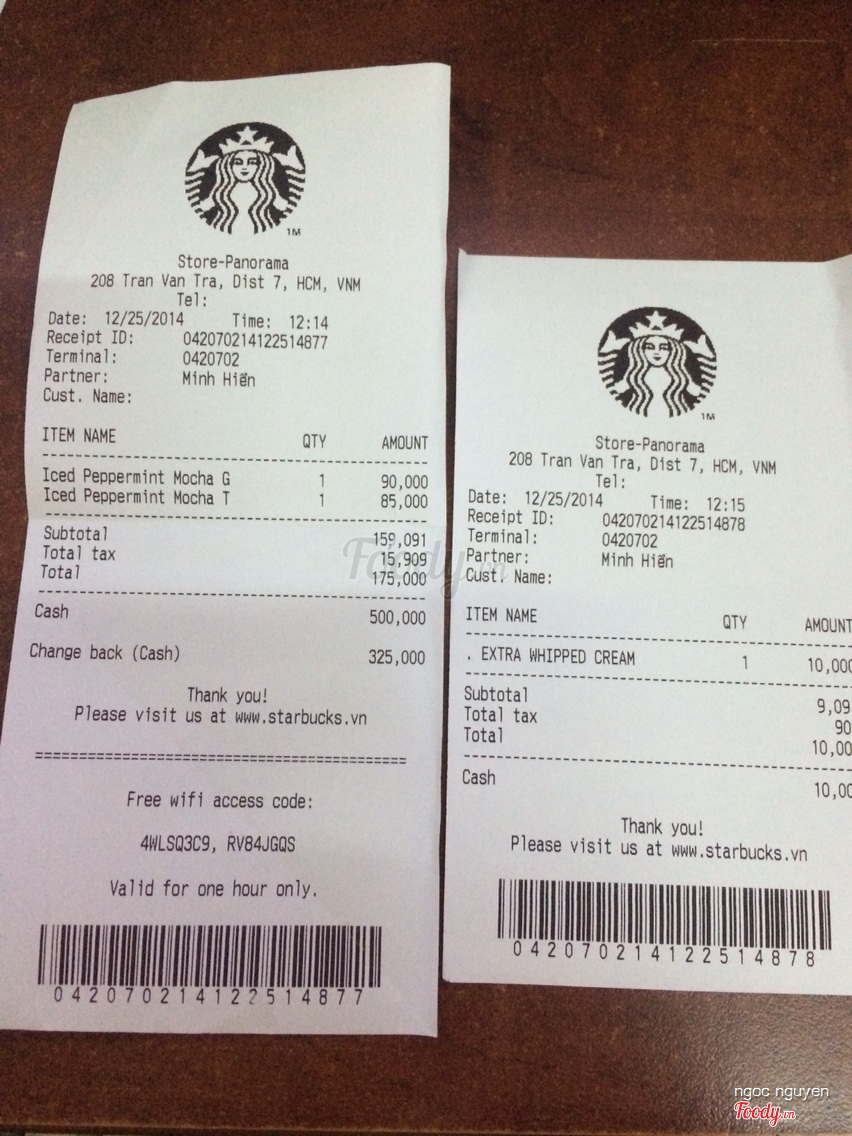 TM
Store-Panorama
208 Tran Van Tra, Dist 7, HCM, VNM
Tel:
Date: 12/25/2014 Time: 12:14
Receipt ID: 042070214122514877
Terminal: 0420702
Partner: Minh Hiển
Cust. Name:
ITEM NAME QTY AMOUNT
Iced Peppermint Mocha G 1 90,000
Iced Peppermint Mocha T 1 85,000
Subtotal 159,091
Total tax 15,909
Total 175,000
Cash 500,000
Change back (Cash) 325,000
Thank you!
Please visit us at www.starbucks.vn
Free wifi access code:
4WLSQ3C9, RV84JGQS
Valid for one hour only.
042070214122514877
TM
Store-Panorama
208 Tran Van Tra, Dist 7, HCM, VNM
Tel:
Date: 12/25/2014 Time: 12:15
Receipt ID: 042070214122514878
Terminal: 0420702
Partner: Minh Hiển
Cust. Name:
ITEM NAME QTY AMOUNT
. EXTRA WHIPPED CREAM 1 10,000
Subtotal 9,09
Total tax 90
Total 10,00
Cash 10,00
Thank you!
Please visit us at www.starbucks.vn
042070214122514878
Foody.vn
ngọc nguyen
Foody.vn